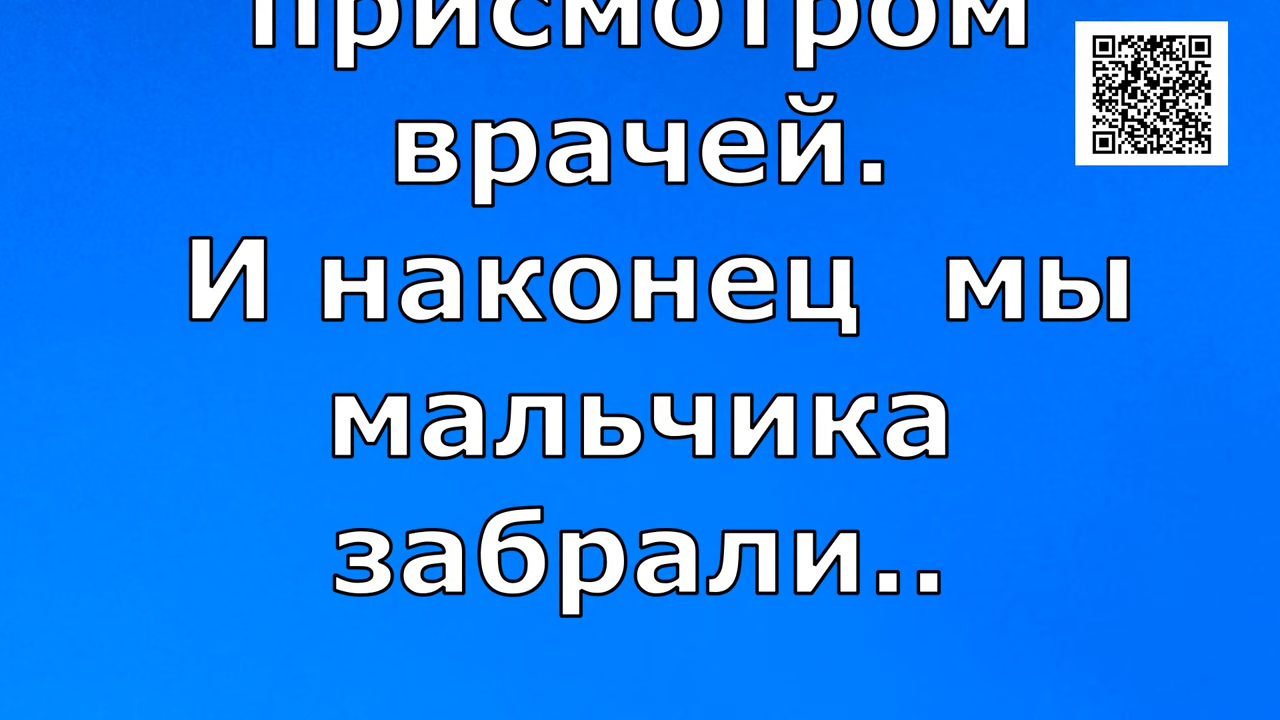 присмотром
врачей.
И наконец мы
мальчика
забрали..